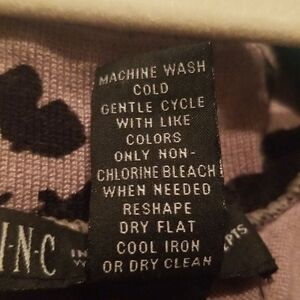 MACHINE WASH
COLD
GENTLE CYCLE
WITH LIKE
COLORS
ONLY NON-
CHLORINE BLEACH
WHEN NEEDED
RESHAPE
DRY FLAT
COOL IRON
OR DRY CLEAN
I·N·C